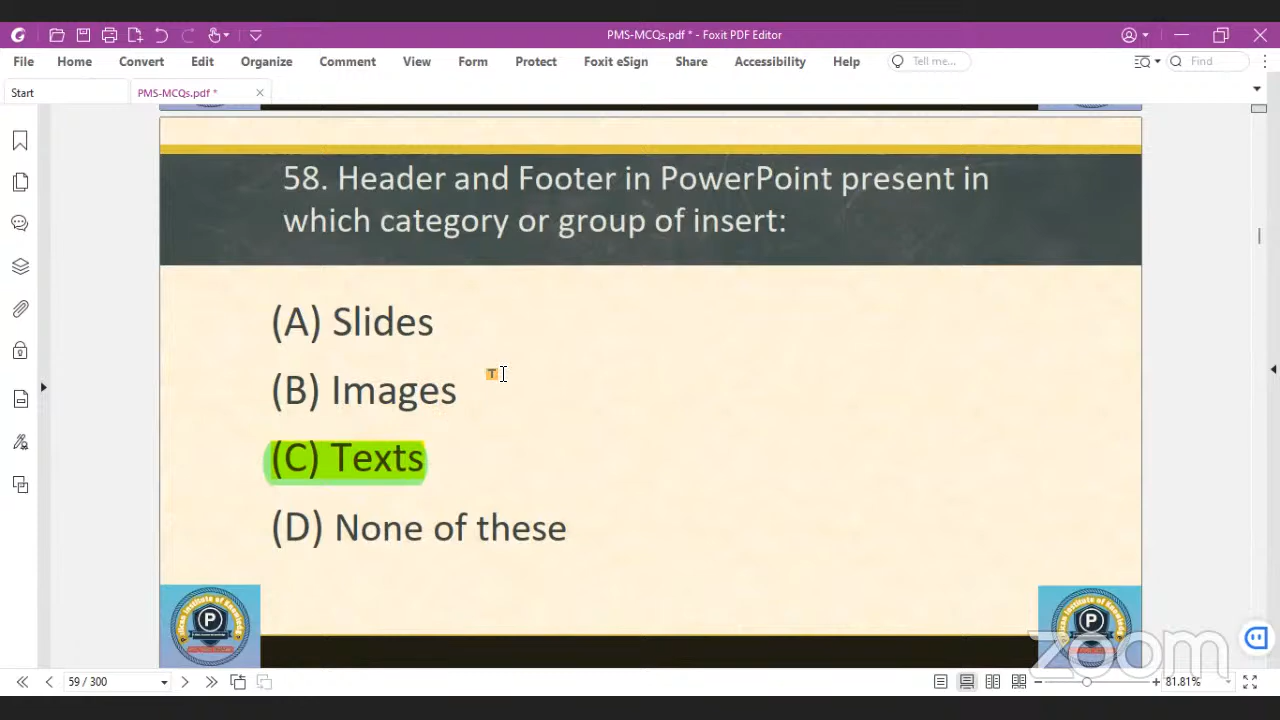 PMS-MCQs.pdf * - Foxit PDF Editor
File Home Convert Edit Organize Comment View Form Protect Foxit eSign Share Accessibility Help Tell me... Find
Start PMS-MCQs.pdf *
58. Header and Footer in PowerPoint present in
which category or group of insert:
(A) Slides
(B) Images
(C) Texts
(D) None of these
P
P
zoom
59 / 300 81.81%